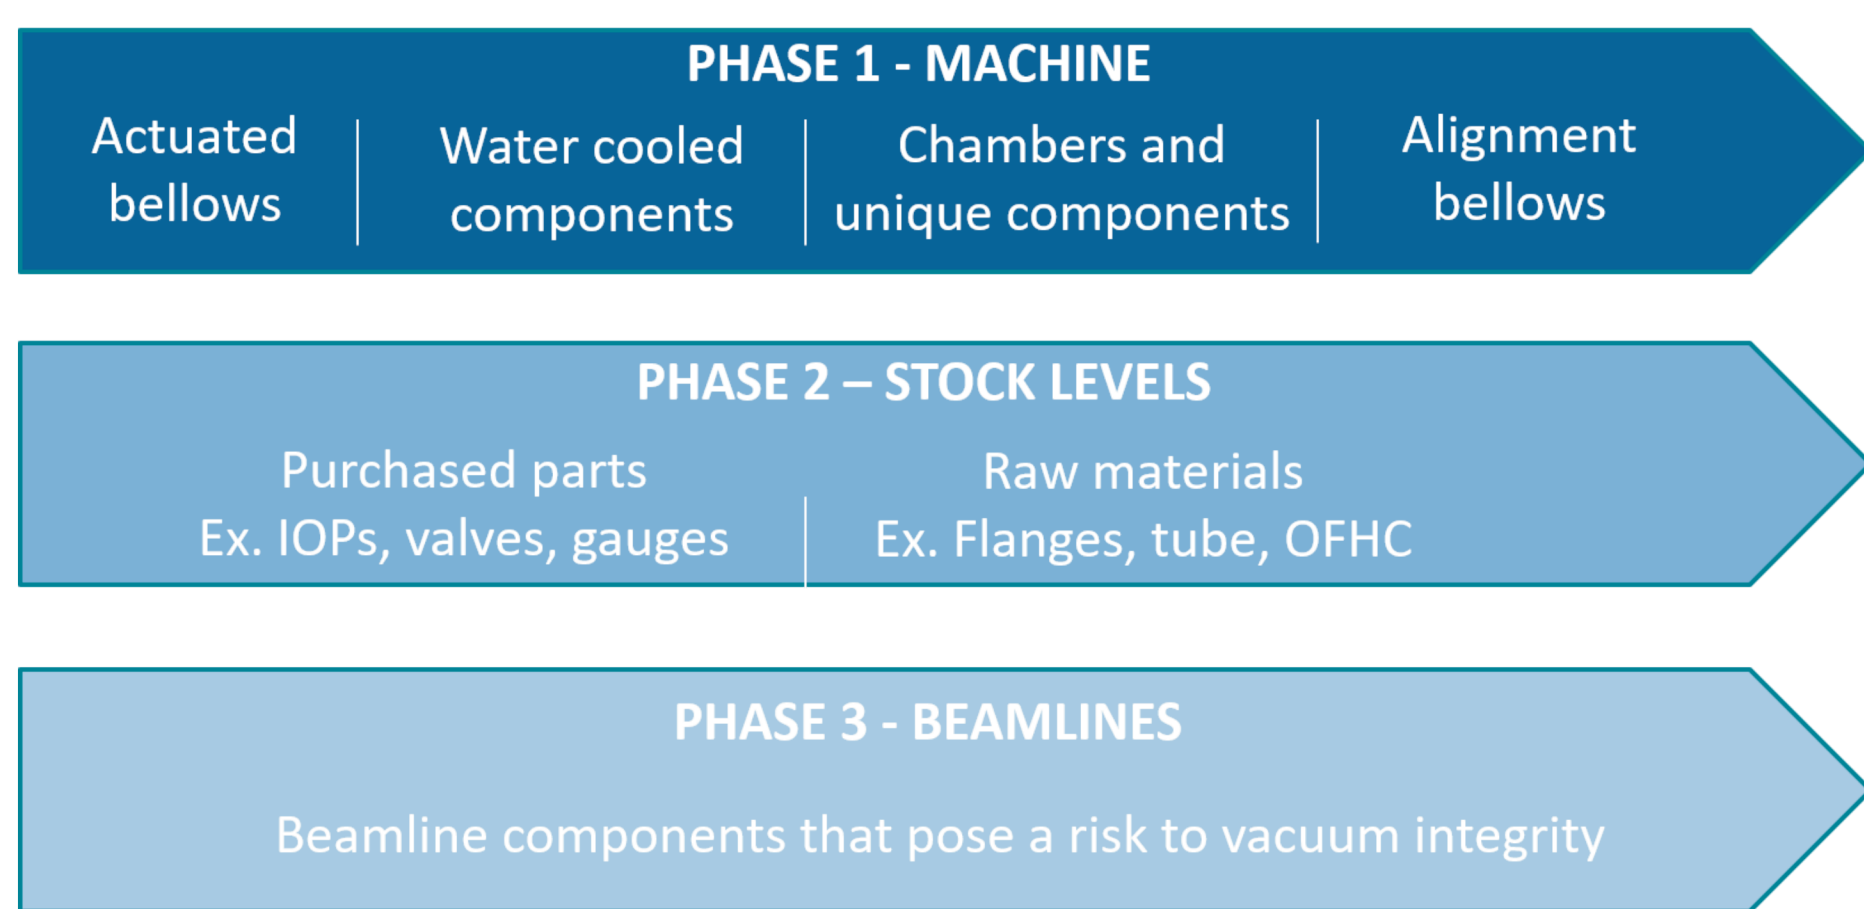 PHASE 1 - MACHINE
Actuated
bellows
Water cooled
components
Chambers and
unique components
Alignment
bellows
PHASE 2 – STOCK LEVELS
Purchased parts
Ex. IOPs, valves, gauges
Raw materials
Ex. Flanges, tube, OFHC
PHASE 3 - BEAMLINES
Beamline components that pose a risk to vacuum integrity